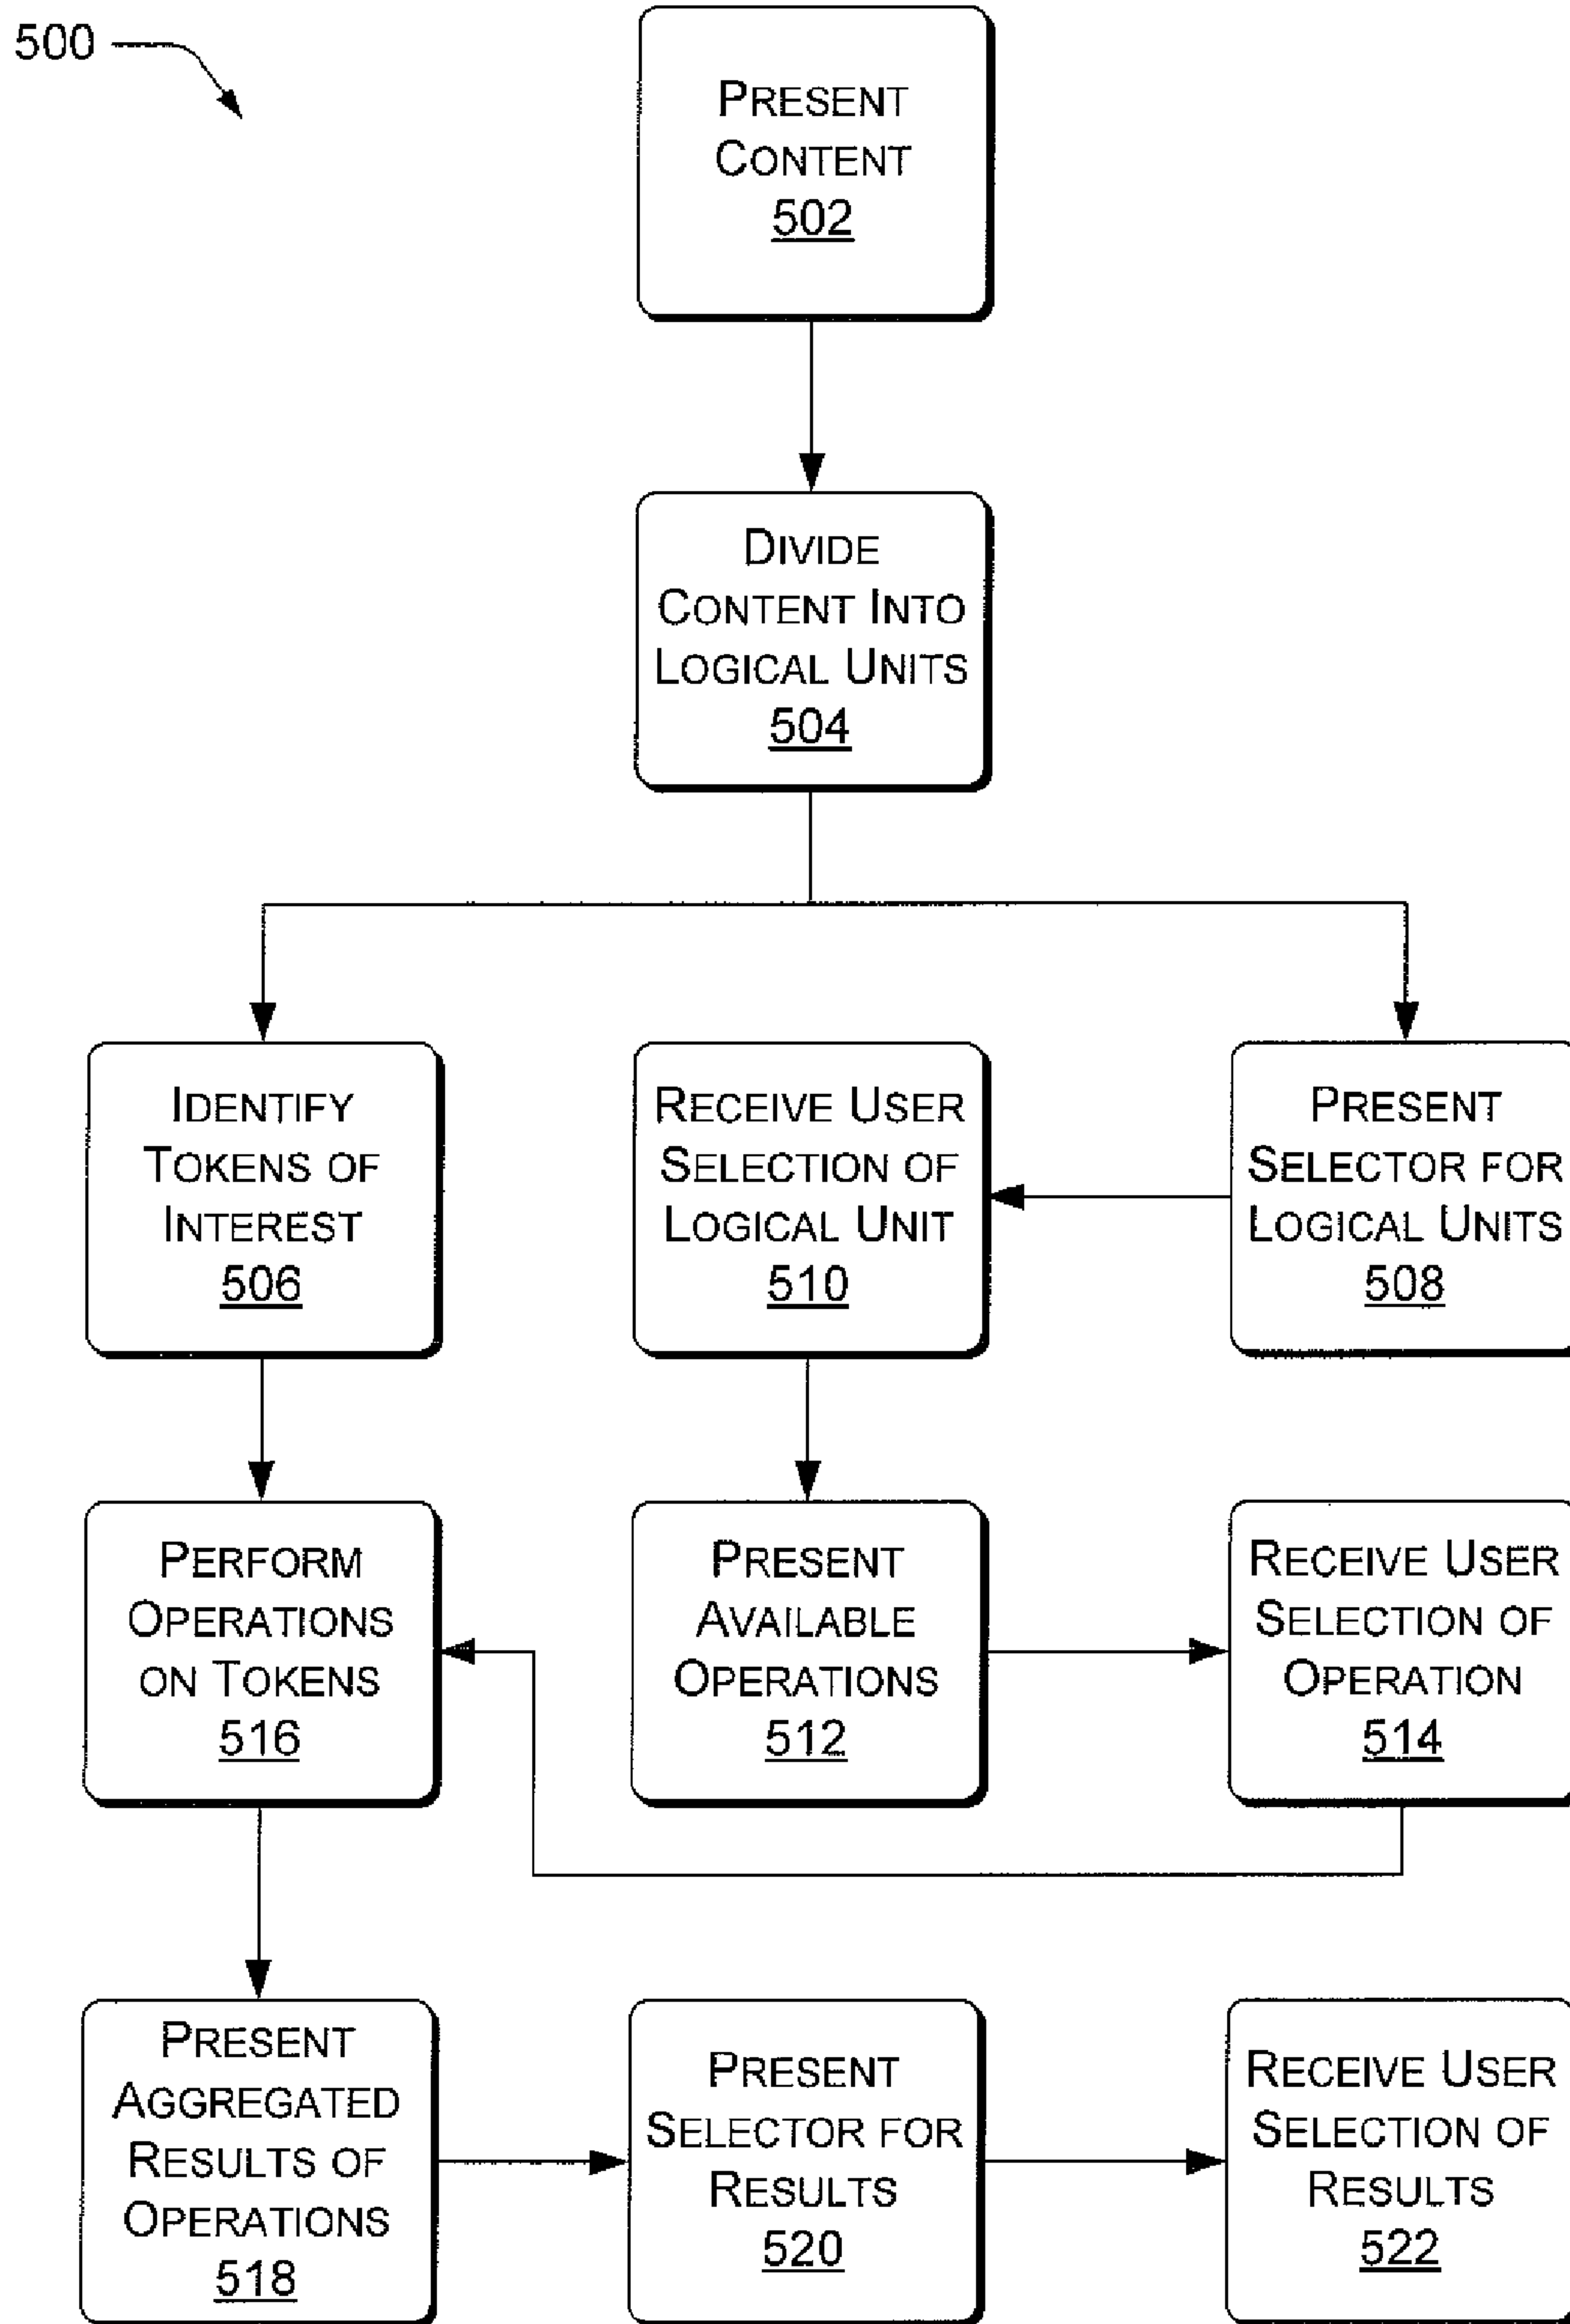 500
PRESENT
CONTENT
502
DIVIDE
CONTENT INTO
LOGICAL UNITS
504
IDENTIFY
TOKENS OF
INTEREST
506
RECEIVE USER
SELECTION OF
LOGICAL UNIT
510
PRESENT
SELECTOR FOR
LOGICAL UNITS
508
PERFORM
OPERATIONS
ON TOKENS
516
PRESENT
AVAILABLE
OPERATIONS
512
RECEIVE USER
SELECTION OF
OPERATION
514
PRESENT
AGGREGATED
RESULTS OF
OPERATIONS
518
PRESENT
SELECTOR FOR
RESULTS
520
RECEIVE USER
SELECTION OF
RESULTS
522